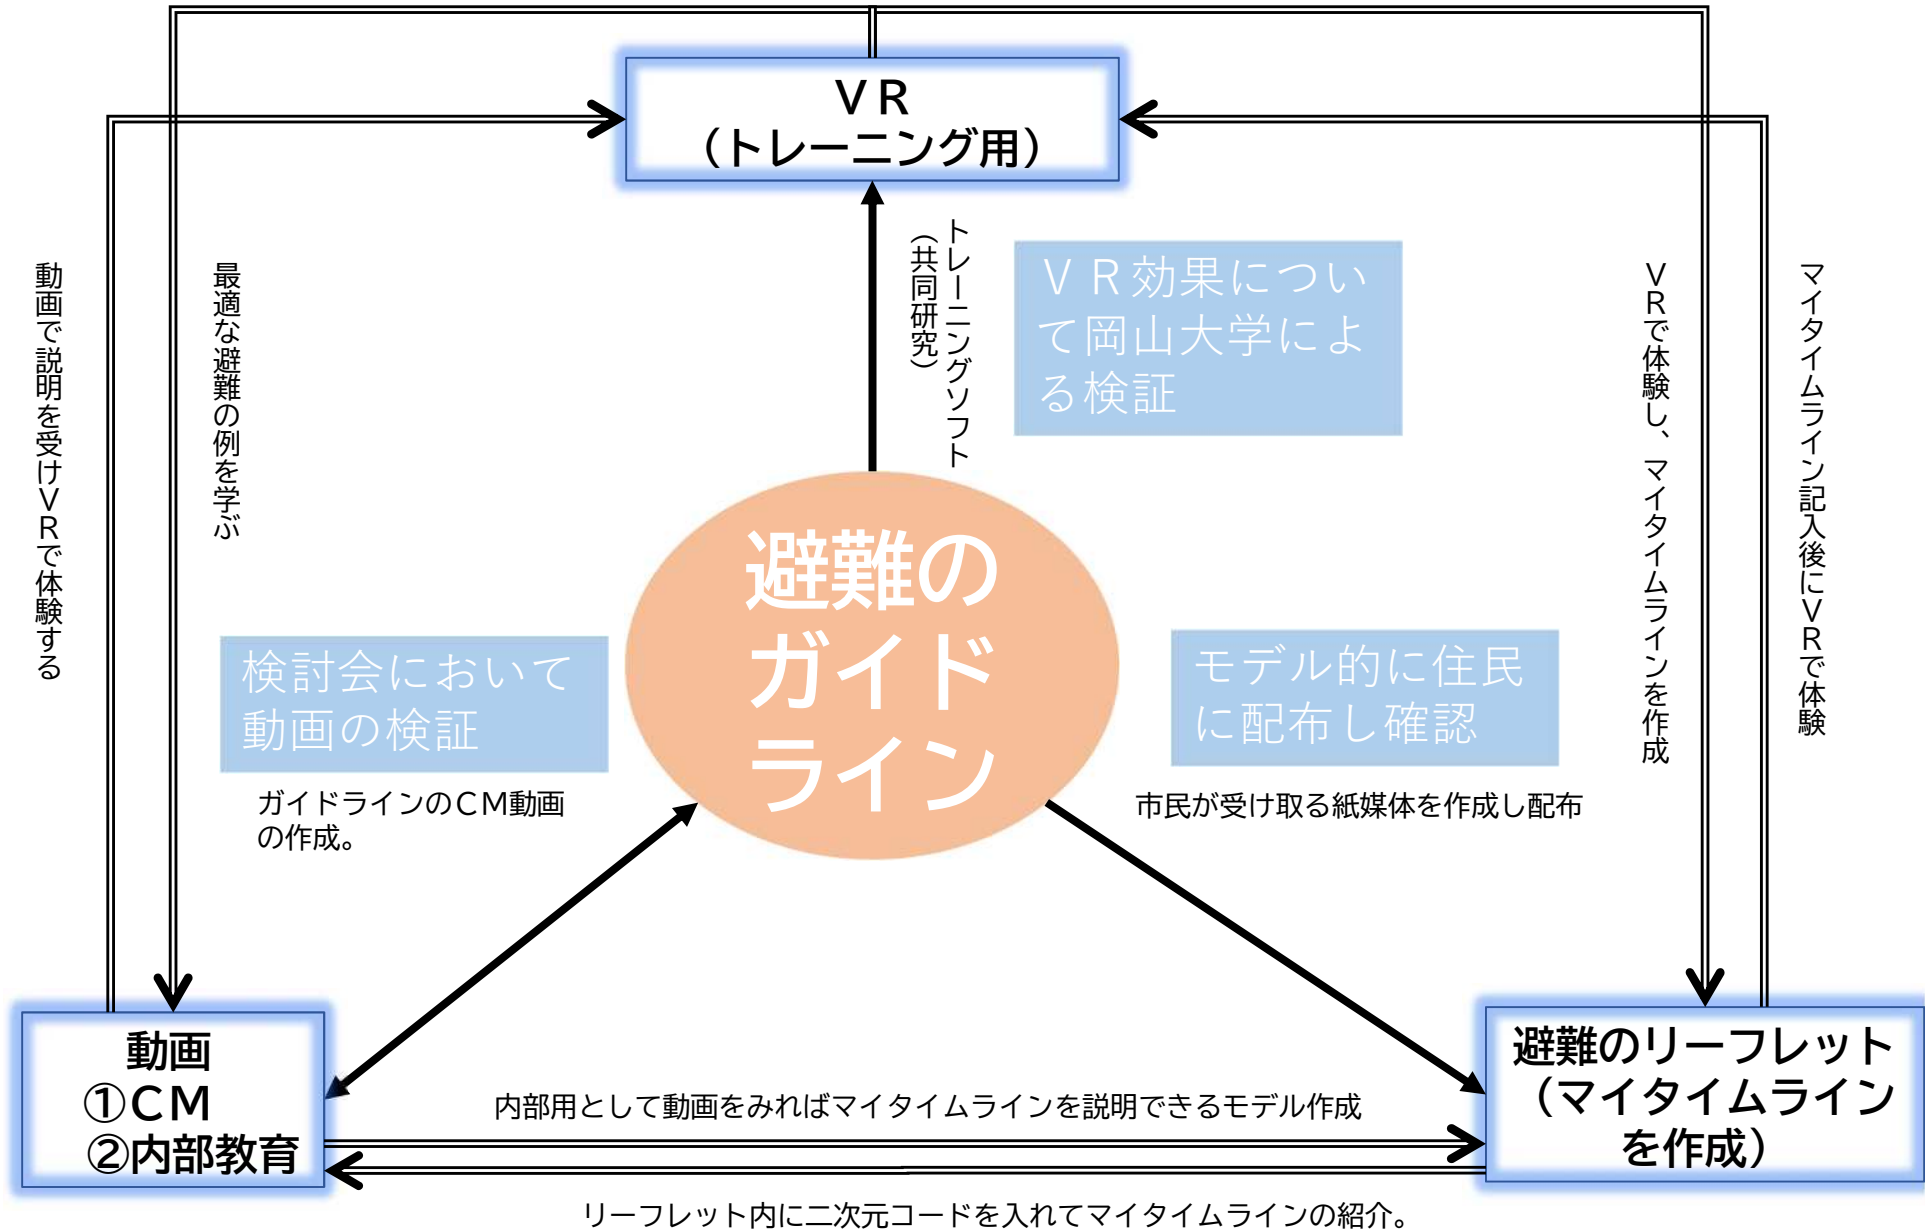 ＶＲ
（トレーニング用）
動画で説明を受けＶＲで体験する
最適な避難の例を学ぶ
トレーニングソフト
（共同研究）
ＶＲ効果につい
て岡山大学によ
る検証
ＶＲで体験し、マイタイムラインを作成
マイタイムライン記入後にＶＲで体験
避難の
ガイド
ライン
検討会において
動画の検証
モデル的に住民
に配布し確認
ガイドラインのＣＭ動画
の作成。
市民が受け取る紙媒体を作成し配布
動画
①ＣＭ
②内部教育
避難のリーフレット
（マイタイムライン
を作成）
内部用として動画をみればマイタイムラインを説明できるモデル作成
リーフレット内に二次元コードを入れてマイタイムラインの紹介。